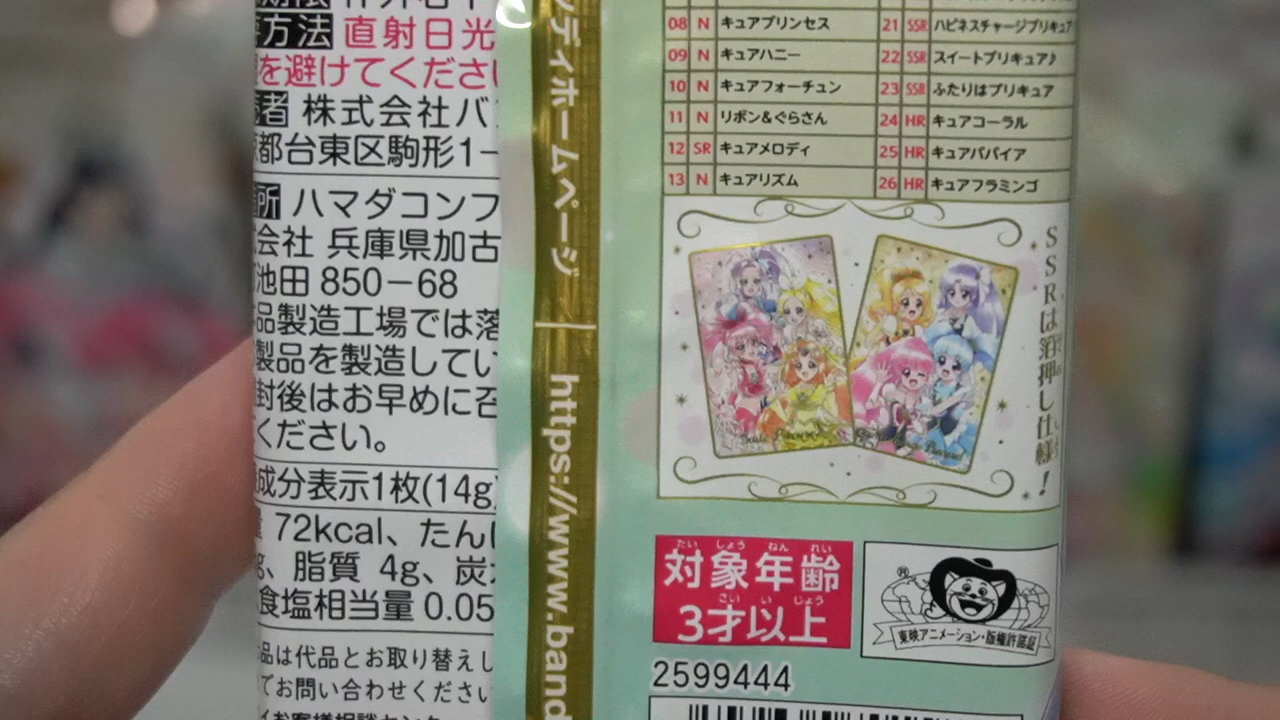 方法 直射日光
を避けてくださ
者 株式会社バ
都台東区駒形1-
所 ハマダコンフ
会社 兵庫県加古
池田 850-68
品製造工場では落
製品を製造してい
封後はお早めに召
ください。
成分表示1枚(14g)
72kcal、たん
g、脂質 4g、炭
食塩相当量 0.05
品は代品とお取り替えし
でお問い合わせください
お客様相談センター
ディホームページ | https://www.band
08 N キュアプリンセス 21 SSR ハピネスチャージプリキュア
09 N キュアハニー 22 SSR スイートプリキュア♪
10 N キュアフォーチュン 23 SSR ふたりはプリキュア
11 N リボン&ぐらさん 24 HR キュアコーラル
12 SR キュアメロディ 25 HR キュアパパイア
13 N キュアリズム 26 HR キュアフラミンゴ
SSRは箔押し仕様!
対象年齢
3才以上
東映アニメーション・版権許諾証
®
2599444